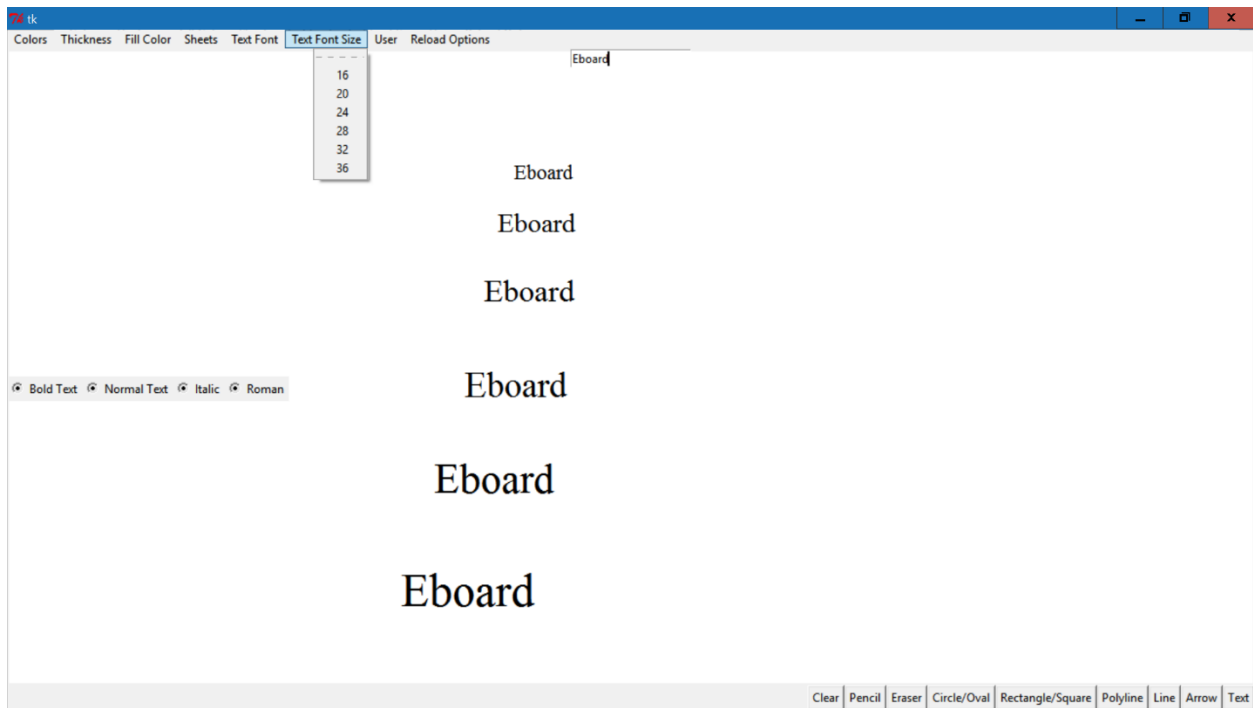 tk
Colors Thickness Fill Color Sheets Text Font Text Font Size User Reload Options
Eboard
16
20
24
28
32
36
Eboard
Eboard
Eboard
Eboard
Bold Text Normal Text Italic Roman
Eboard
Eboard
Clear Pencil Eraser Circle/Oval Rectangle/Square Polyline Line Arrow Text